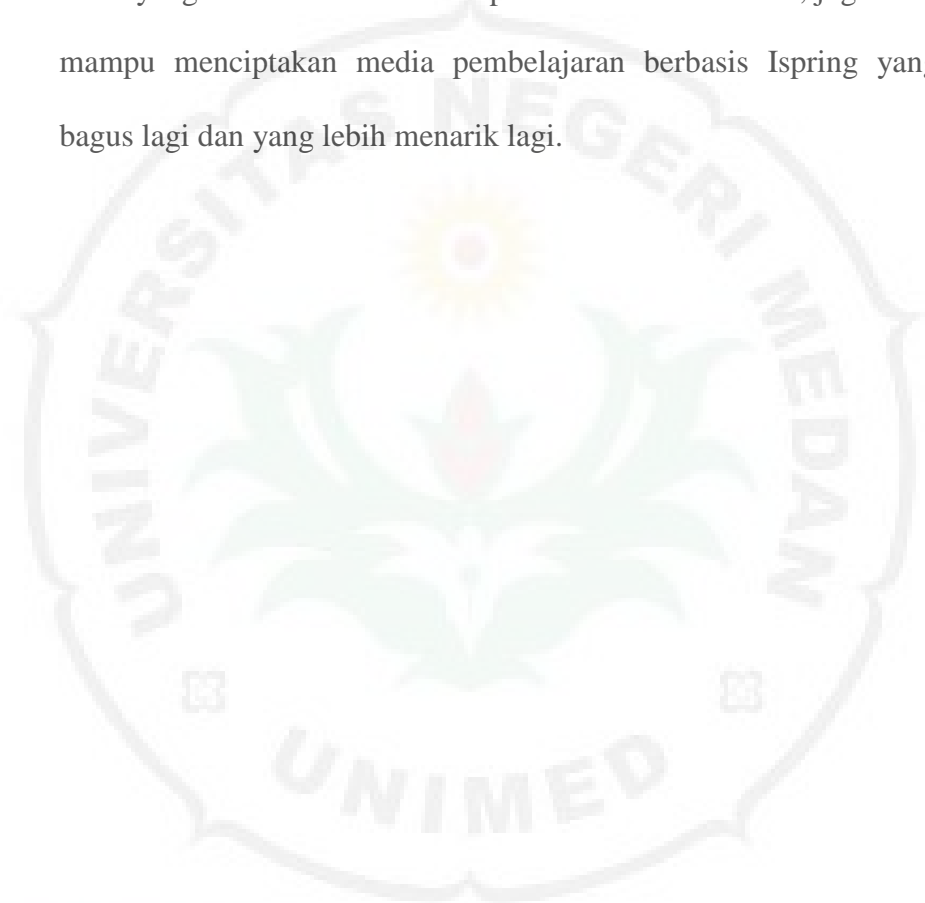 mampu menciptakan media pembelajaran berbasis Ispring yang
bagus lagi dan yang lebih menarik lagi.
UNIVERSITAS NEGERI MEDAN
UNIMED